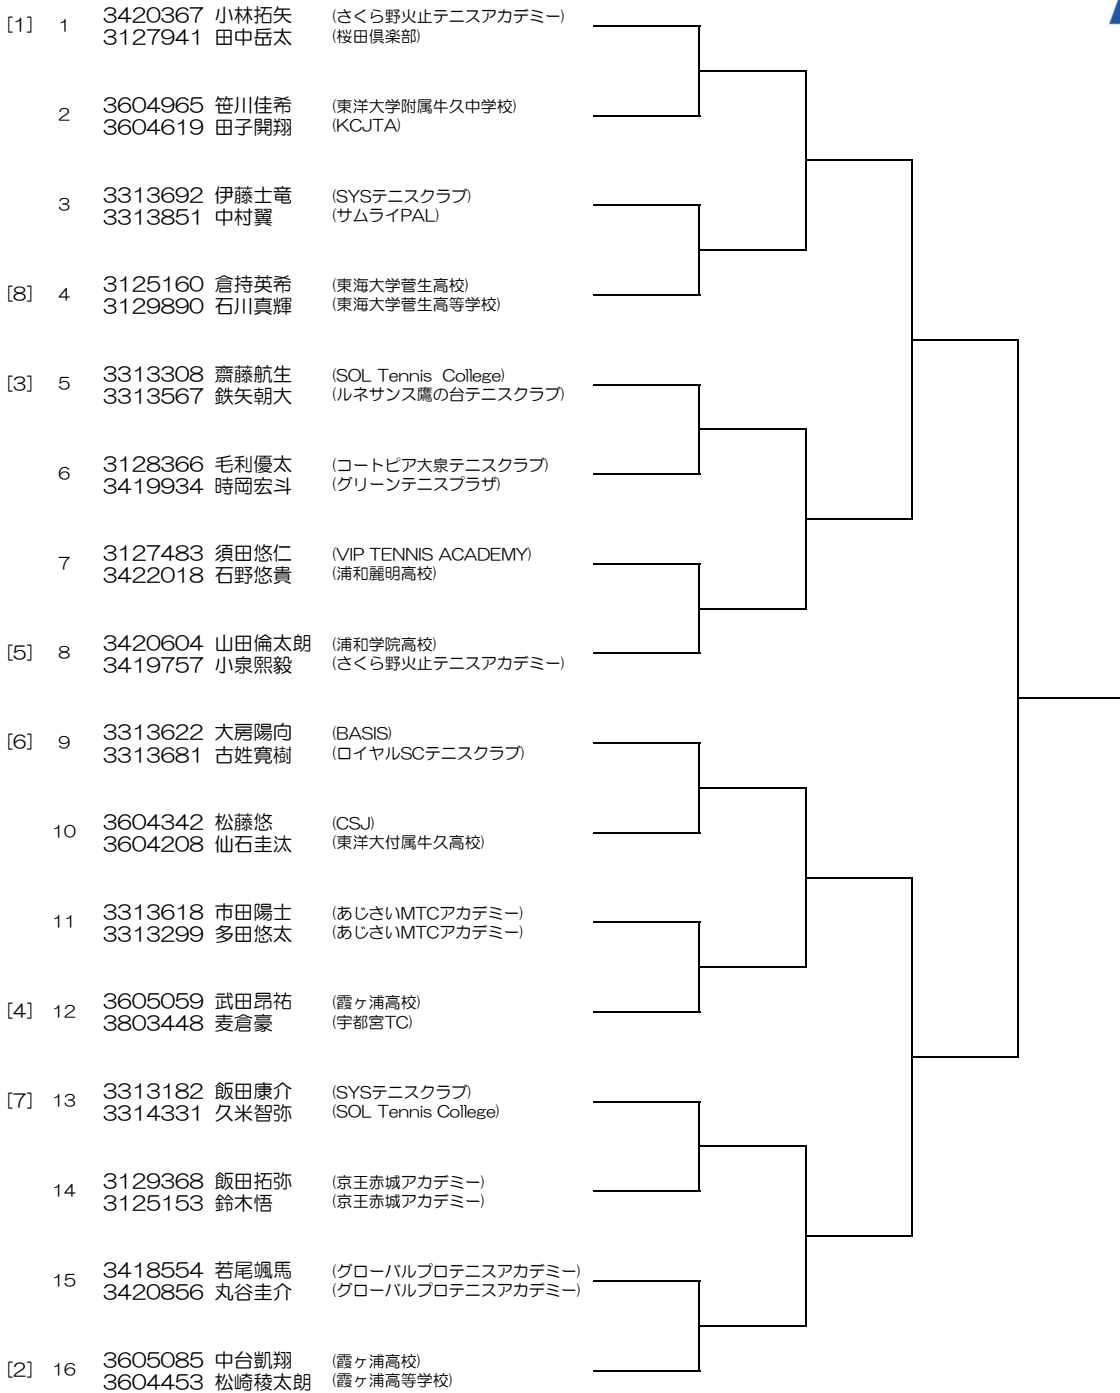 [1] 1 3420367 小林拓矢 (さくら野火止テニスアカデミー)
3127941 田中岳太 (桜田倶楽部)
2 3604965 笹川佳希 (東洋大学附属牛久中学校)
3604619 田子開翔 (KCJTA)
3 3313692 伊藤士竜 (SYSテニスクラブ)
3313851 中村翼 (サムライPAL)
[8] 4 3125160 倉持英希 (東海大学菅生高校)
3129890 石川真輝 (東海大学菅生高等学校)
[3] 5 3313308 齋藤航生 (SOL Tennis College)
3313567 鉄矢朝大 (ルネサンス鷹の台テニスクラブ)
6 3128366 毛利優太 (コートピア大泉テニスクラブ)
3419934 時岡宏斗 (グリーンテニスプラザ)
7 3127483 須田悠仁 (VIP TENNIS ACADEMY)
3422018 石野悠貴 (浦和麗明高校)
[5] 8 3420604 山田倫太朗 (浦和学院高校)
3419757 小泉熙毅 (さくら野火止テニスアカデミー)
[6] 9 3313622 大房陽向 (BASIS)
3313681 古姓寛樹 (ロイヤルSCテニスクラブ)
10 3604342 松藤悠 (CSJ)
3604208 仙石圭汰 (東洋大付属牛久高校)
11 3313618 市田陽士 (あじさいMTCアカデミー)
3313299 多田悠太 (あじさいMTCアカデミー)
[4] 12 3605059 武田昂祐 (霞ヶ浦高校)
3803448 麦倉豪 (宇都宮TC)
[7] 13 3313182 飯田康介 (SYSテニスクラブ)
3314331 久米智弥 (SOL Tennis College)
14 3129368 飯田拓弥 (京王赤城アカデミー)
3125153 鈴木悟 (京王赤城アカデミー)
15 3418554 若尾颯馬 (グローバルプロテニスアカデミー)
3420856 丸谷圭介 (グローバルプロテニスアカデミー)
[2] 16 3605085 中台凱翔 (霞ヶ浦高校)
3604453 松崎稜太朗 (霞ヶ浦高等学校)